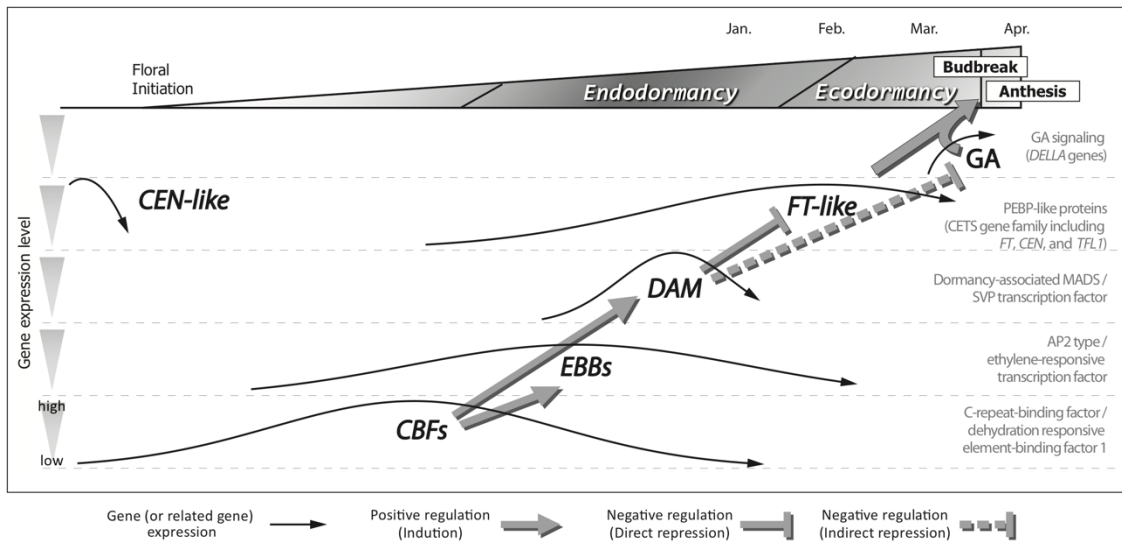 Jan. Feb. Mar. Apr.
Floral
Initiation
Budbreak
Endodormancy Ecodormancy Anthesis
GA signaling
(DELLA genes)
GA
CEN-like
FT-like
PEBP-like proteins
(CETS gene family including
FT, CEN, and TFL1)
Gene expression level
DAM
Dormancy-associated MADS /
SVP transcription factor
EBBs
AP2 type /
ethylene-responsive
transcription factor
high
CBFs
C-repeat-binding factor /
dehydration responsive
element-binding factor 1
low
Gene (or related gene)
expression
Positive regulation
(Indution)
Negative regulation
(Direct repression)
Negative regulation
(Indirect repression)